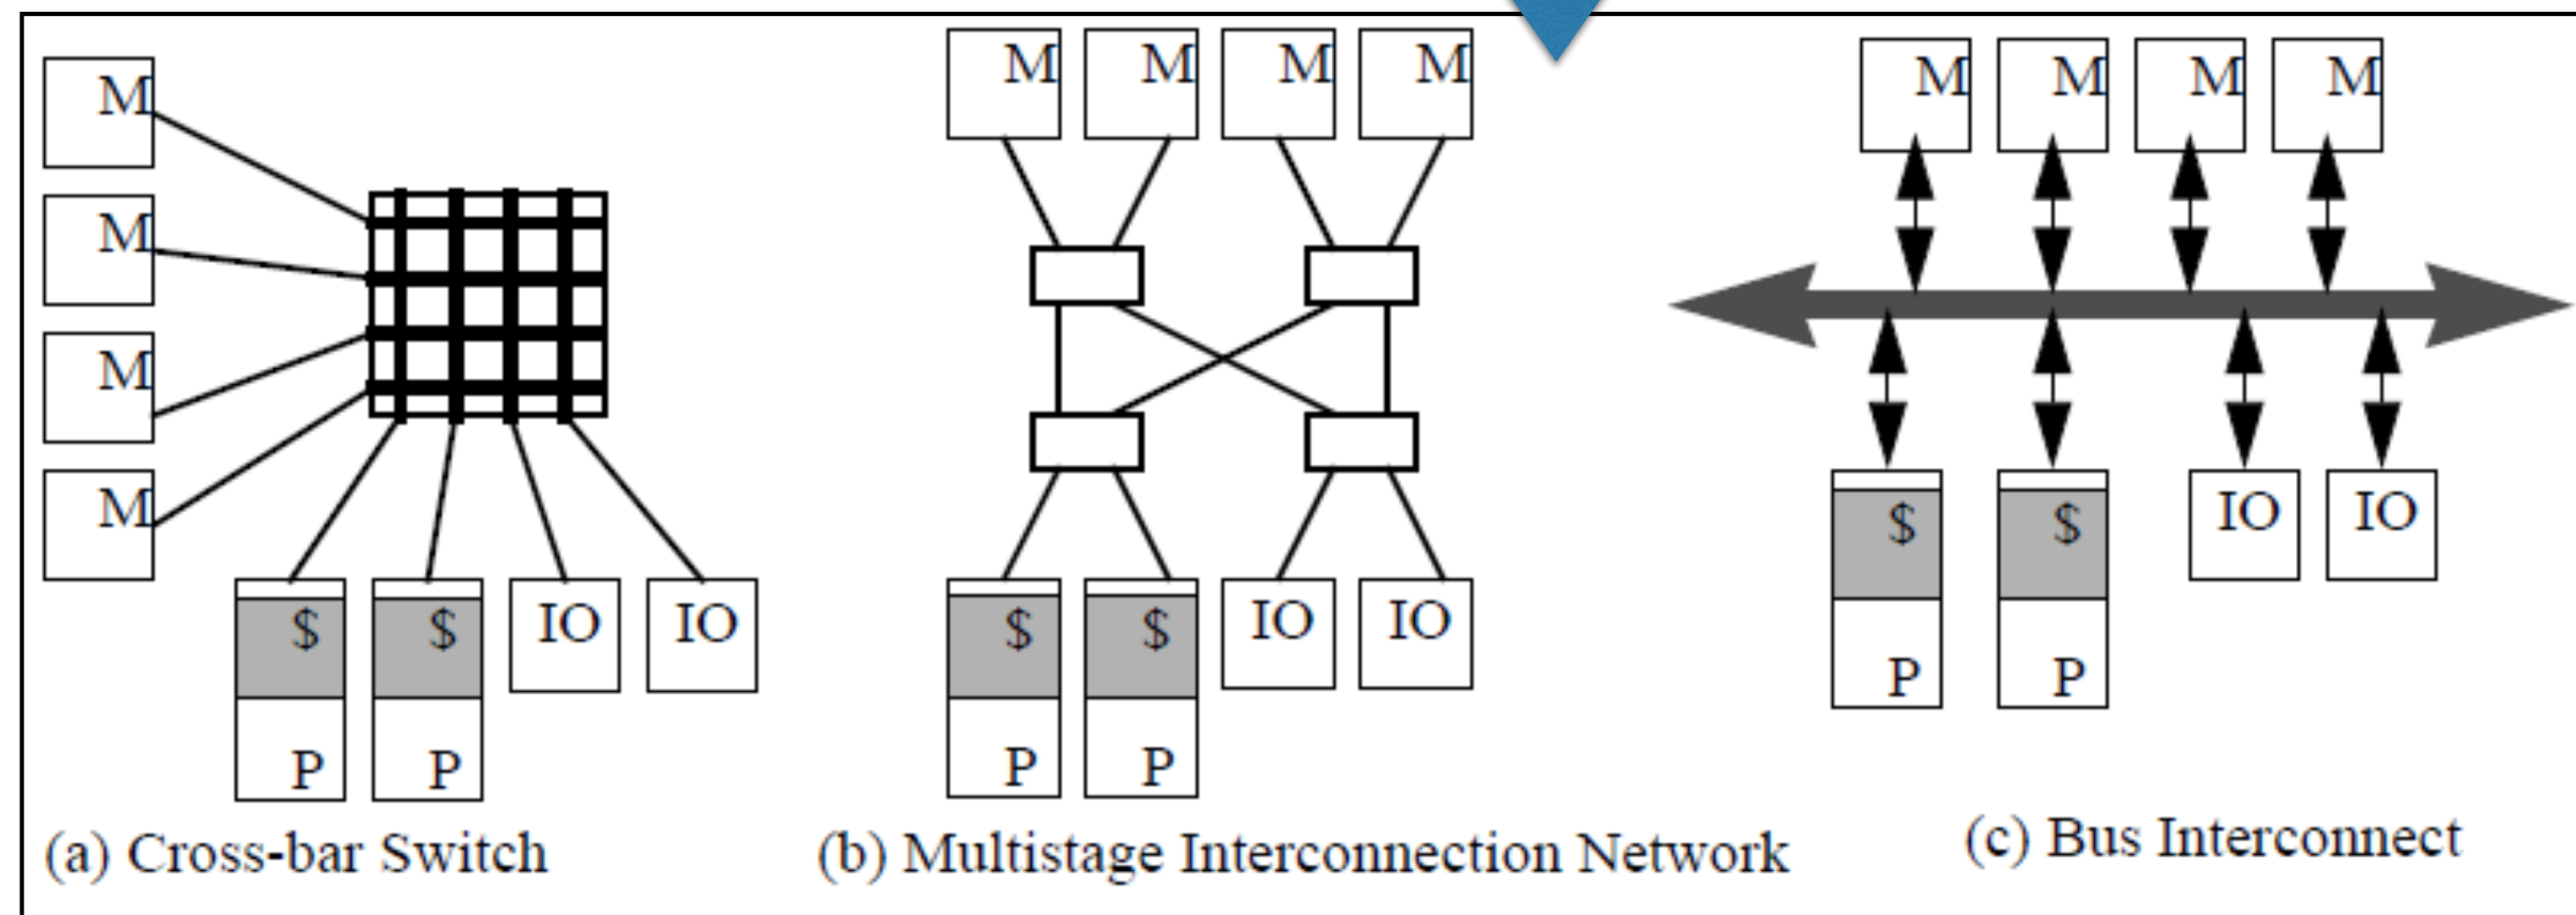 M
M
M
M
$ $ IO IO
P P
(a) Cross-bar Switch
M M M M
$ $ IO IO
P P
(b) Multistage Interconnection Network
M M M M
$ $ IO IO
P P
(c) Bus Interconnect